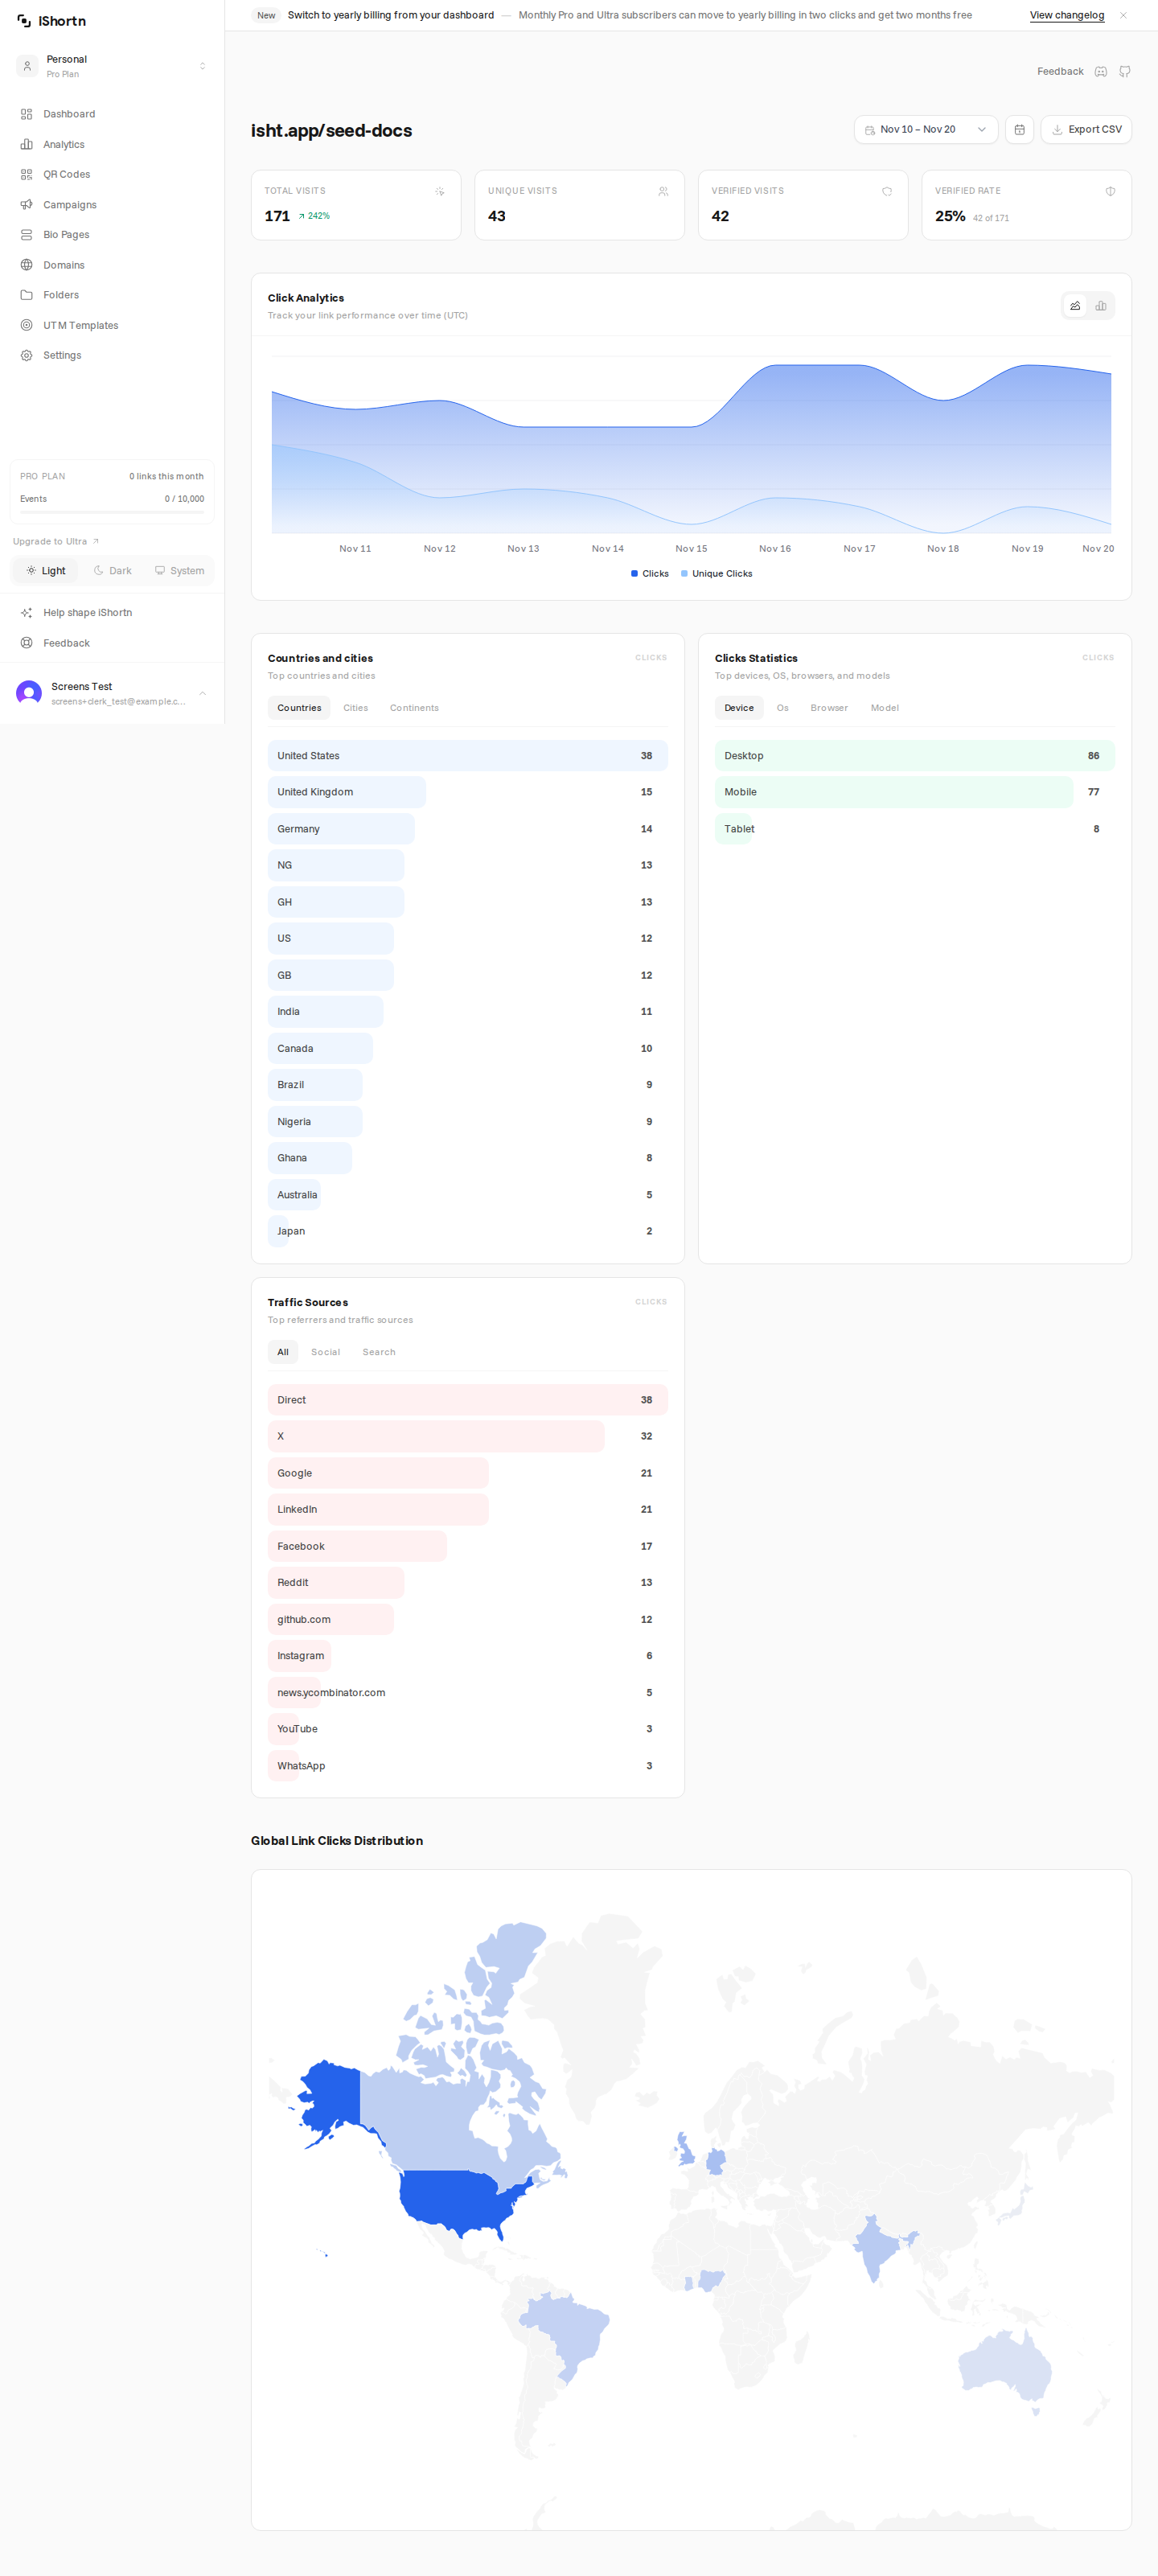 IShortn
Personal
Pro Plan
Dashboard
Analytics
QR Codes
Campaigns
Bio Pages
Domains
Folders
UTM Templates
Settings
PRO PLAN 0 links this month
Events 0 / 10,000
Upgrade to Ultra
Light Dark System
Help shape iShortn
Feedback
Screens Test
screens+clerk_test@example.c...
New Switch to yearly billing from your dashboard — Monthly Pro and Ultra subscribers can move to yearly billing in two clicks and get two months free View changelog
Feedback
isht.app/seed-docs
Nov 10 – Nov 20
Export CSV
TOTAL VISITS
171 242%
UNIQUE VISITS
43
VERIFIED VISITS
42
VERIFIED RATE
25% 42 of 171
Click Analytics
Track your link performance over time (UTC)
Nov 11 Nov 12 Nov 13 Nov 14 Nov 15 Nov 16 Nov 17 Nov 18 Nov 19 Nov 20
Clicks Unique Clicks
Countries and cities CLICKS
Top countries and cities
Countries Cities Continents
United States 38
United Kingdom 15
Germany 14
NG 13
GH 13
US 12
GB 12
India 11
Canada 10
Brazil 9
Nigeria 9
Ghana 8
Australia 5
Japan 2
Clicks Statistics CLICKS
Top devices, OS, browsers, and models
Device Os Browser Model
Desktop 86
Mobile 77
Tablet 8
Traffic Sources CLICKS
Top referrers and traffic sources
All Social Search
Direct 38
X 32
Google 21
LinkedIn 21
Facebook 17
Reddit 13
github.com 12
Instagram 6
news.ycombinator.com 5
YouTube 3
WhatsApp 3
Global Link Clicks Distribution